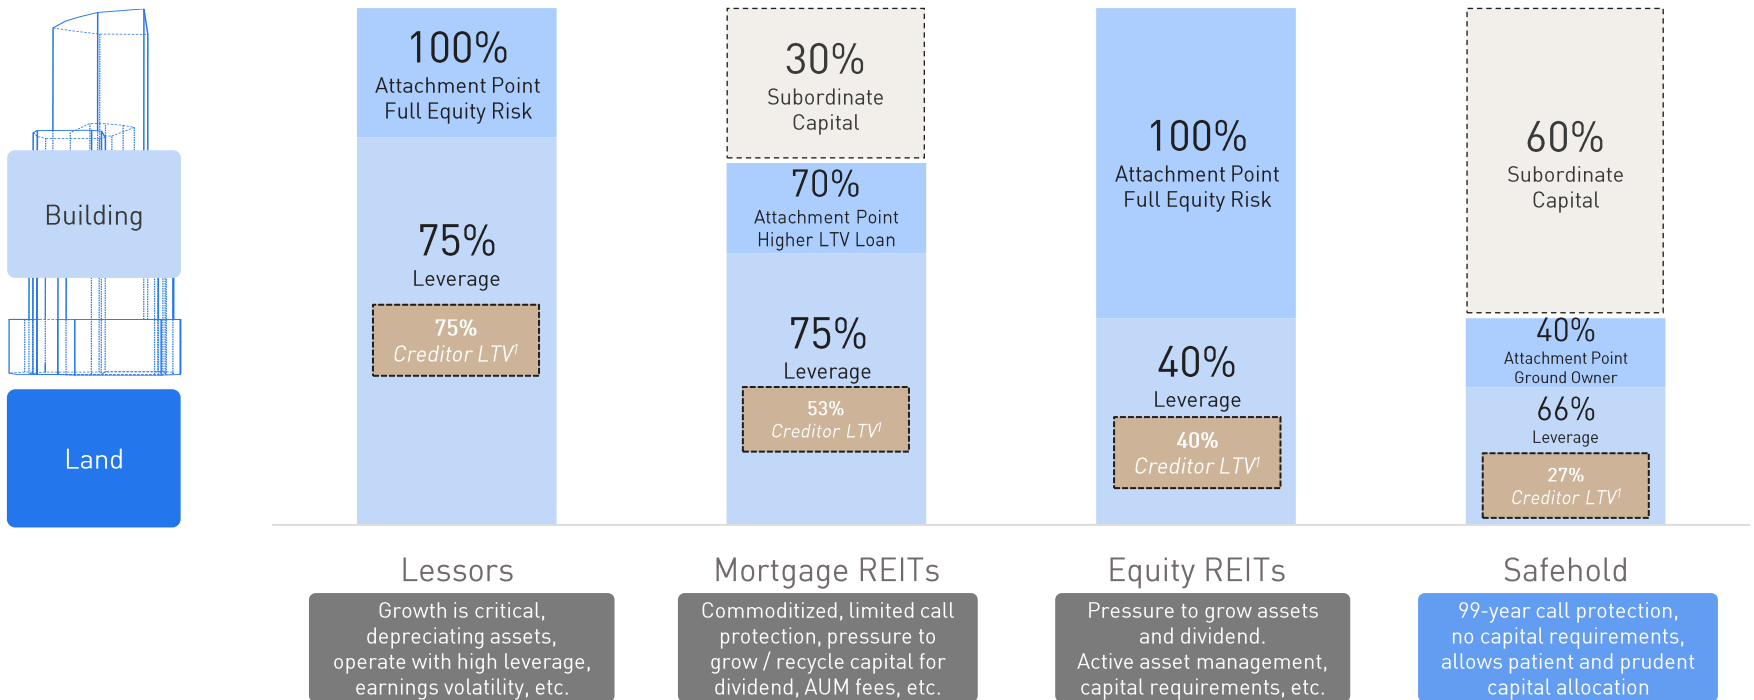 Building
Land
100%
Attachment Point
Full Equity Risk
75%
Leverage
75%
Creditor LTV¹
Lessors
Growth is critical,
depreciating assets,
operate with high leverage,
earnings volatility, etc.
30%
Subordinate
Capital
70%
Attachment Point
Higher LTV Loan
75%
Leverage
53%
Creditor LTV¹
Mortgage REITs
Commoditized, limited call
protection, pressure to
grow / recycle capital for
dividend, AUM fees, etc.
100%
Attachment Point
Full Equity Risk
40%
Leverage
40%
Creditor LTV¹
Equity REITs
Pressure to grow assets
and dividend.
Active asset management,
capital requirements, etc.
60%
Subordinate
Capital
40%
Attachment Point
Ground Owner
66%
Leverage
27%
Creditor LTV¹
Safehold
99-year call protection,
no capital requirements,
allows patient and prudent
capital allocation